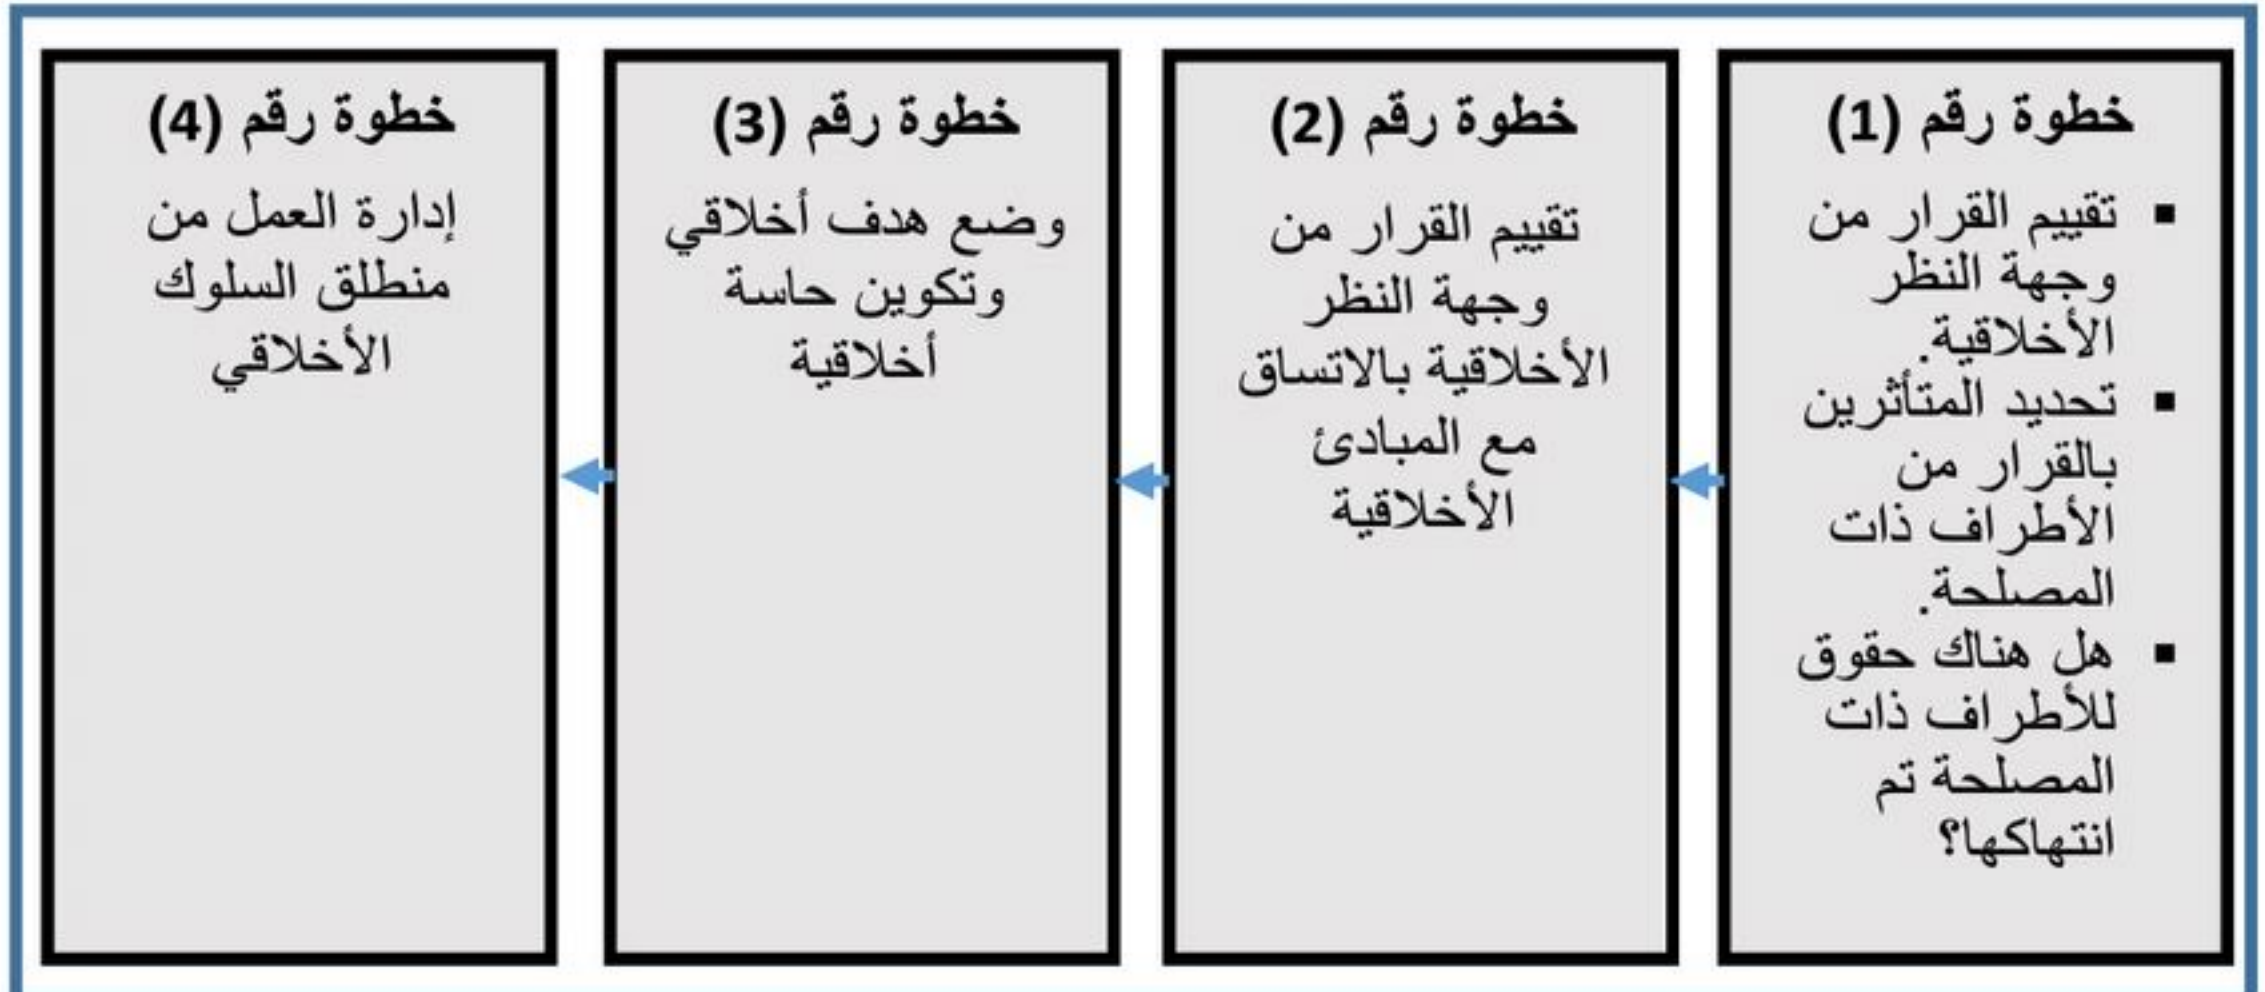 خطوة رقم (1)
▪ تقييم القرار من
وجهة النظر
الأخلاقية.
▪ تحديد المتأثرين
بالقرار من
الأطراف ذات
المصلحة.
▪ هل هناك حقوق
للأطراف ذات
المصلحة تم
انتهاكها؟
خطوة رقم (2)
تقييم القرار من
وجهة النظر
الأخلاقية بالاتساق
مع المبادئ
الأخلاقية
خطوة رقم (3)
وضع هدف أخلاقي
وتكوين حاسة
أخلاقية
خطوة رقم (4)
إدارة العمل من
منطلق السلوك
الأخلاقي